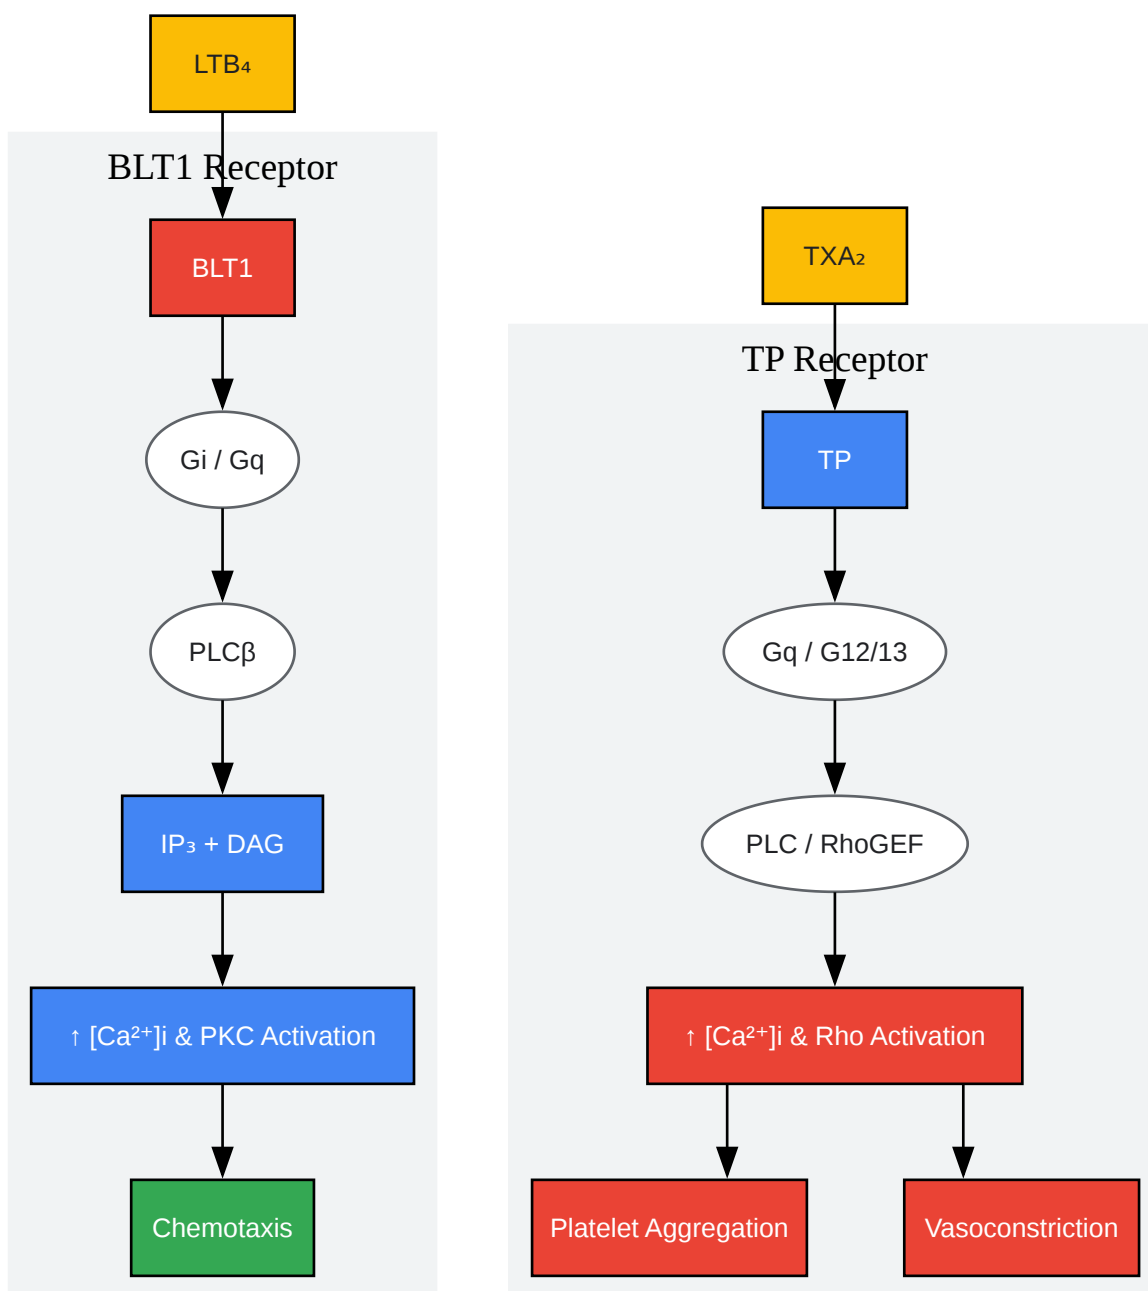 LTB₄
BLT1 Receptor
BLT1
Gi / Gq
PLCβ
IP₃ + DAG
↑ [Ca²⁺]i & PKC Activation
Chemotaxis
TXA₂
TP Receptor
TP
Gq / G12/13
PLC / RhoGEF
↑ [Ca²⁺]i & Rho Activation
Platelet Aggregation
Vasoconstriction